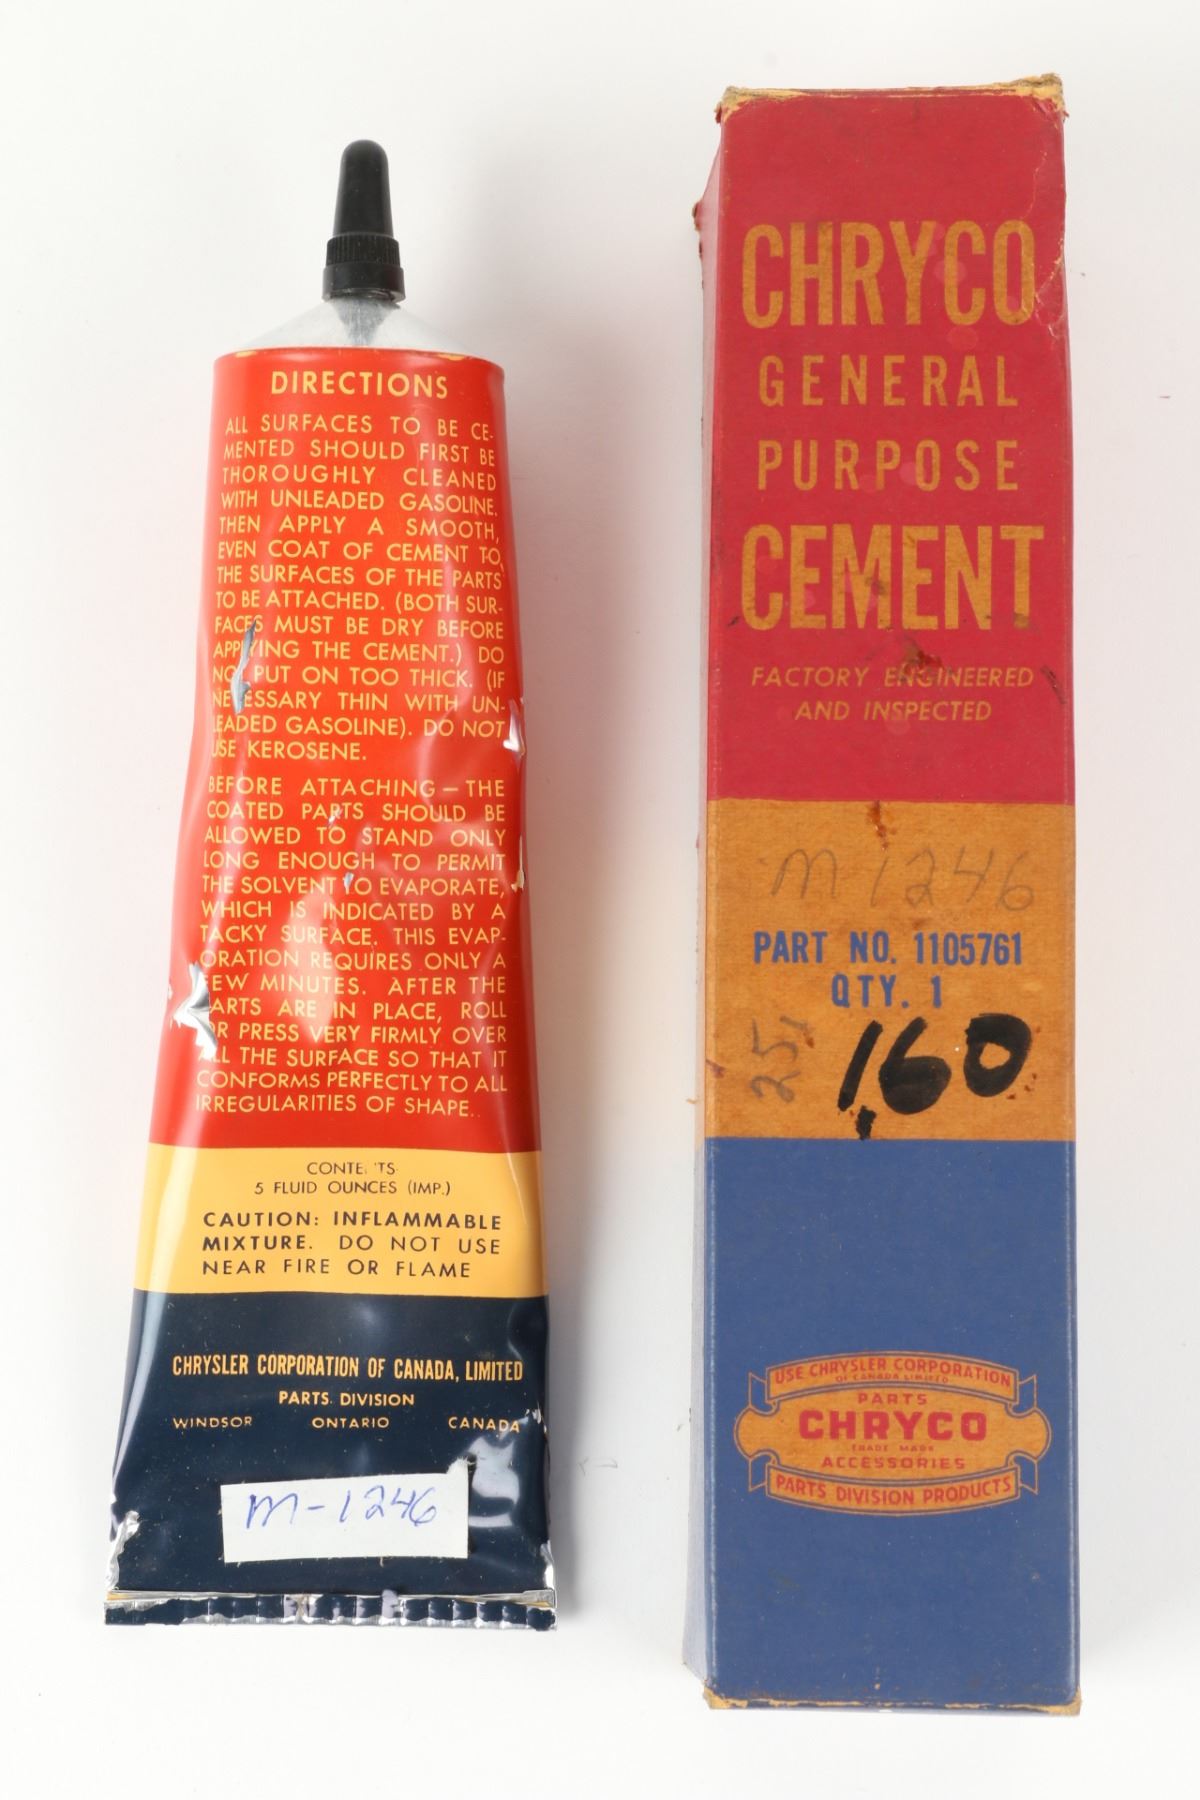 DIRECTIONS
ALL SURFACES TO BE CE-
MENTED SHOULD FIRST BE
THOROUGHLY CLEANED
WITH UNLEADED GASOLINE.
THEN APPLY A SMOOTH,
EVEN COAT OF CEMENT TO
THE SURFACES OF THE PARTS
TO BE ATTACHED. (BOTH SUR-
FACES MUST BE DRY BEFORE
APPLYING THE CEMENT.) DO
NOT PUT ON TOO THICK. (IF
NECESSARY THIN WITH UN-
LEADED GASOLINE). DO NOT
USE KEROSENE.
BEFORE ATTACHING — THE
COATED PARTS SHOULD BE
ALLOWED TO STAND ONLY
LONG ENOUGH TO PERMIT
THE SOLVENT TO EVAPORATE,
WHICH IS INDICATED BY A
TACKY SURFACE. THIS EVAP-
ORATION REQUIRES ONLY A
FEW MINUTES. AFTER THE
PARTS ARE IN PLACE, ROLL
OR PRESS VERY FIRMLY OVER
ALL THE SURFACE SO THAT IT
CONFORMS PERFECTLY TO ALL
IRREGULARITIES OF SHAPE.
CONTENTS
5 FLUID OUNCES (IMP.)
CAUTION: INFLAMMABLE
MIXTURE. DO NOT USE
NEAR FIRE OR FLAME
CHRYSLER CORPORATION OF CANADA, LIMITED
PARTS DIVISION
WINDSOR ONTARIO CANADA
M-1246
CHRYCO
GENERAL
PURPOSE
CEMENT
FACTORY ENGINEERED
AND INSPECTED
M1246
PART NO. 1105761
QTY. 1
25
1.60
USE CHRYSLER CORPORATION
OF CANADA LIMITED
PARTS
CHRYCO
TRADE MARK
ACCESSORIES
PARTS DIVISION PRODUCTS